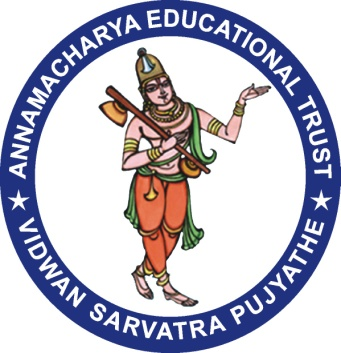 ANNAMACHARYA EDUCATIONAL TRUST
VIDWAN SARVATRA PUJYATHE